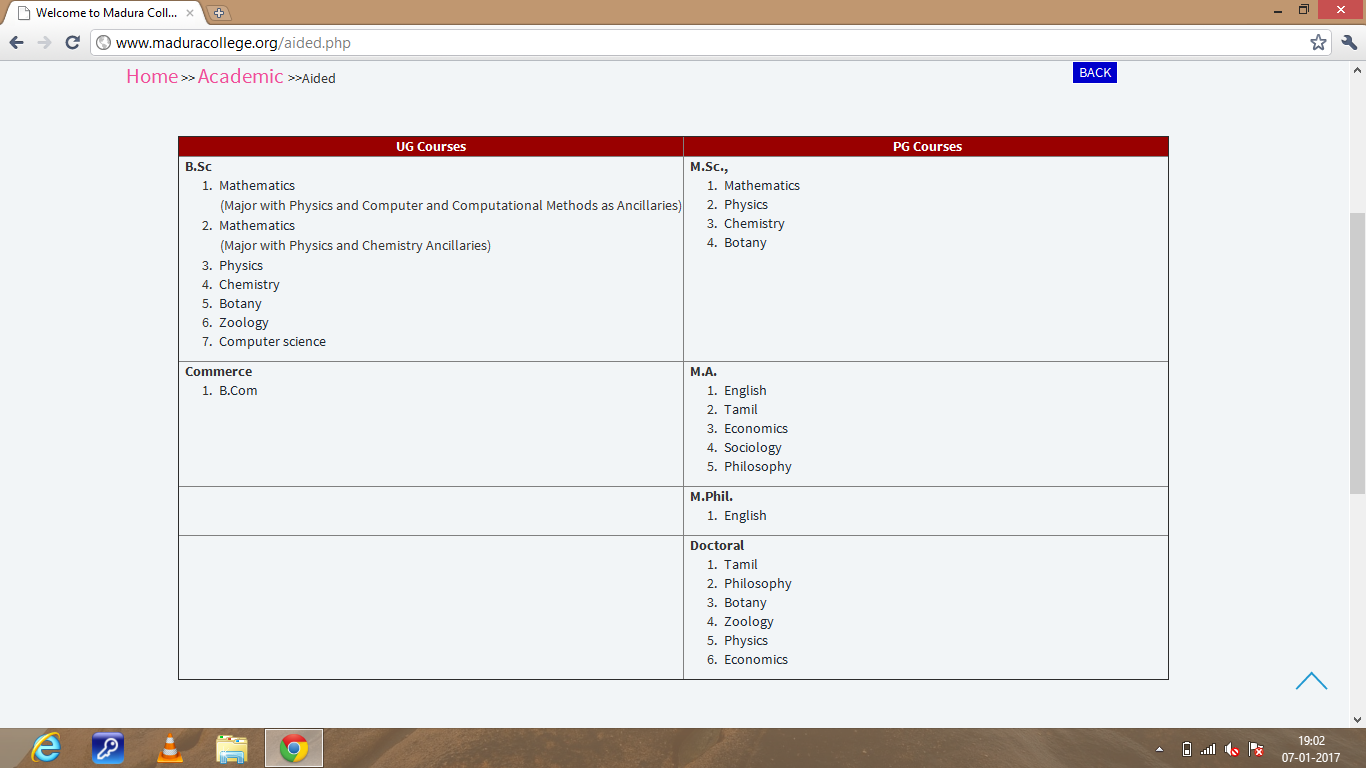 Welcome to Madura Coll...
www.maduracollege.org/aided.php
Home >> Academic >>Aided
BACK
UG Courses
PG Courses
B.Sc
1. Mathematics
(Major with Physics and Computer and Computational Methods as Ancillaries)
2. Mathematics
(Major with Physics and Chemistry Ancillaries)
3. Physics
4. Chemistry
5. Botany
6. Zoology
7. Computer science
M.Sc.,
1. Mathematics
2. Physics
3. Chemistry
4. Botany
Commerce
1. B.Com
M.A.
1. English
2. Tamil
3. Economics
4. Sociology
5. Philosophy
M.Phil.
1. English
Doctoral
1. Tamil
2. Philosophy
3. Botany
4. Zoology
5. Physics
6. Economics
19:02
07-01-2017